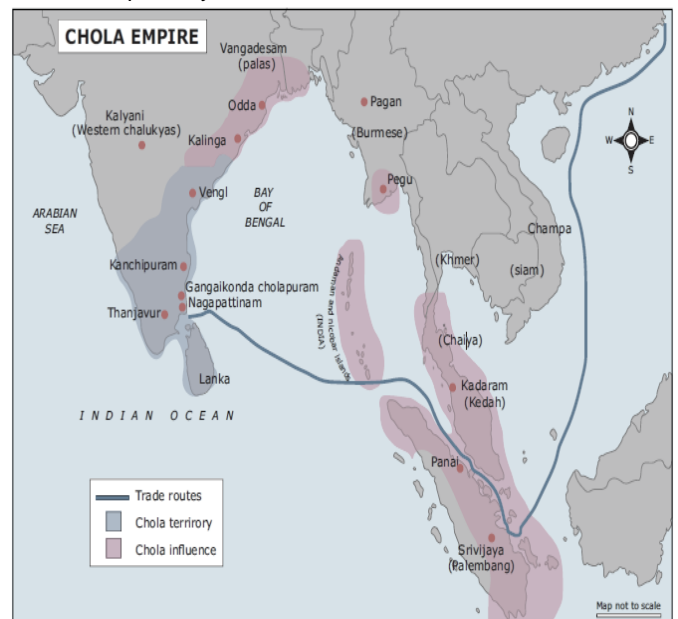 CHOLA EMPIRE
Vangadesam
(palas)
Odda
Kalyani
(Western chalukyas)
Kalinga
Pagan
(Burmese)
N
W
E
S
Pegu
Vengl
BAY
OF
BENGAL
ARABIAN
SEA
Champa
Kanchipuram
(Khmer)
(siam)
Gangaikonda cholapuram
Nagapattinam
Thanjavur
Andaman and nicobar islands
(INDIA)
(Chaiya)
Lanka
Kadaram
(Kedah)
INDIAN OCEAN
Panai
Trade routes
Chola terrirory
Chola influence
Srivijaya
(Palembang)
Map not to scale